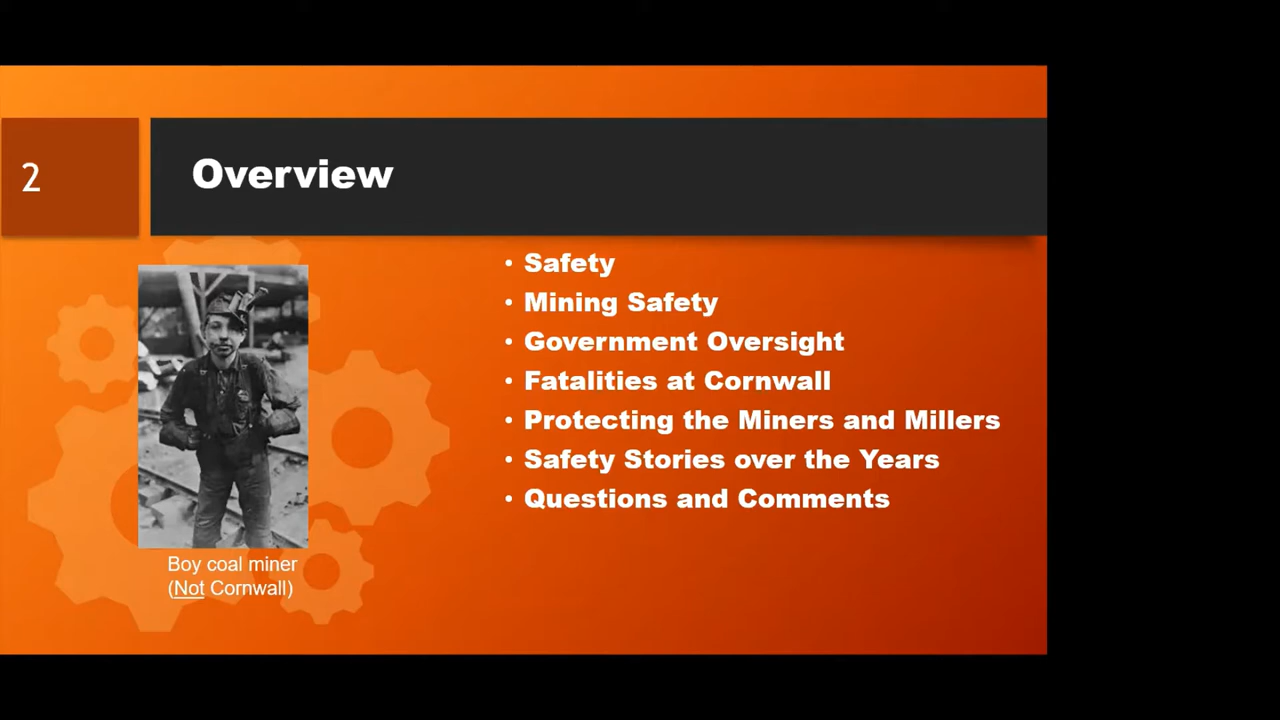 2
Overview
• Safety
• Mining Safety
• Government Oversight
• Fatalities at Cornwall
• Protecting the Miners and Millers
• Safety Stories over the Years
• Questions and Comments
Boy coal miner
(Not Cornwall)